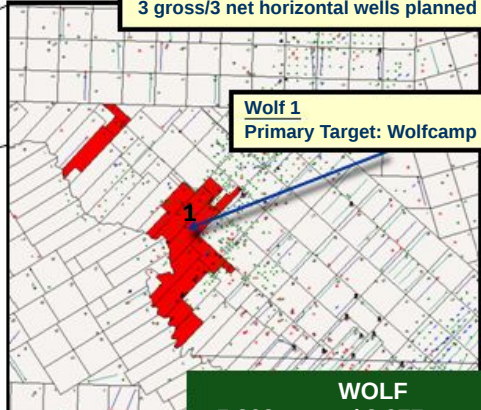 3 gross/3 net horizontal wells planned
Wolf 1
Primary Target: Wolfcamp
1
WOLF